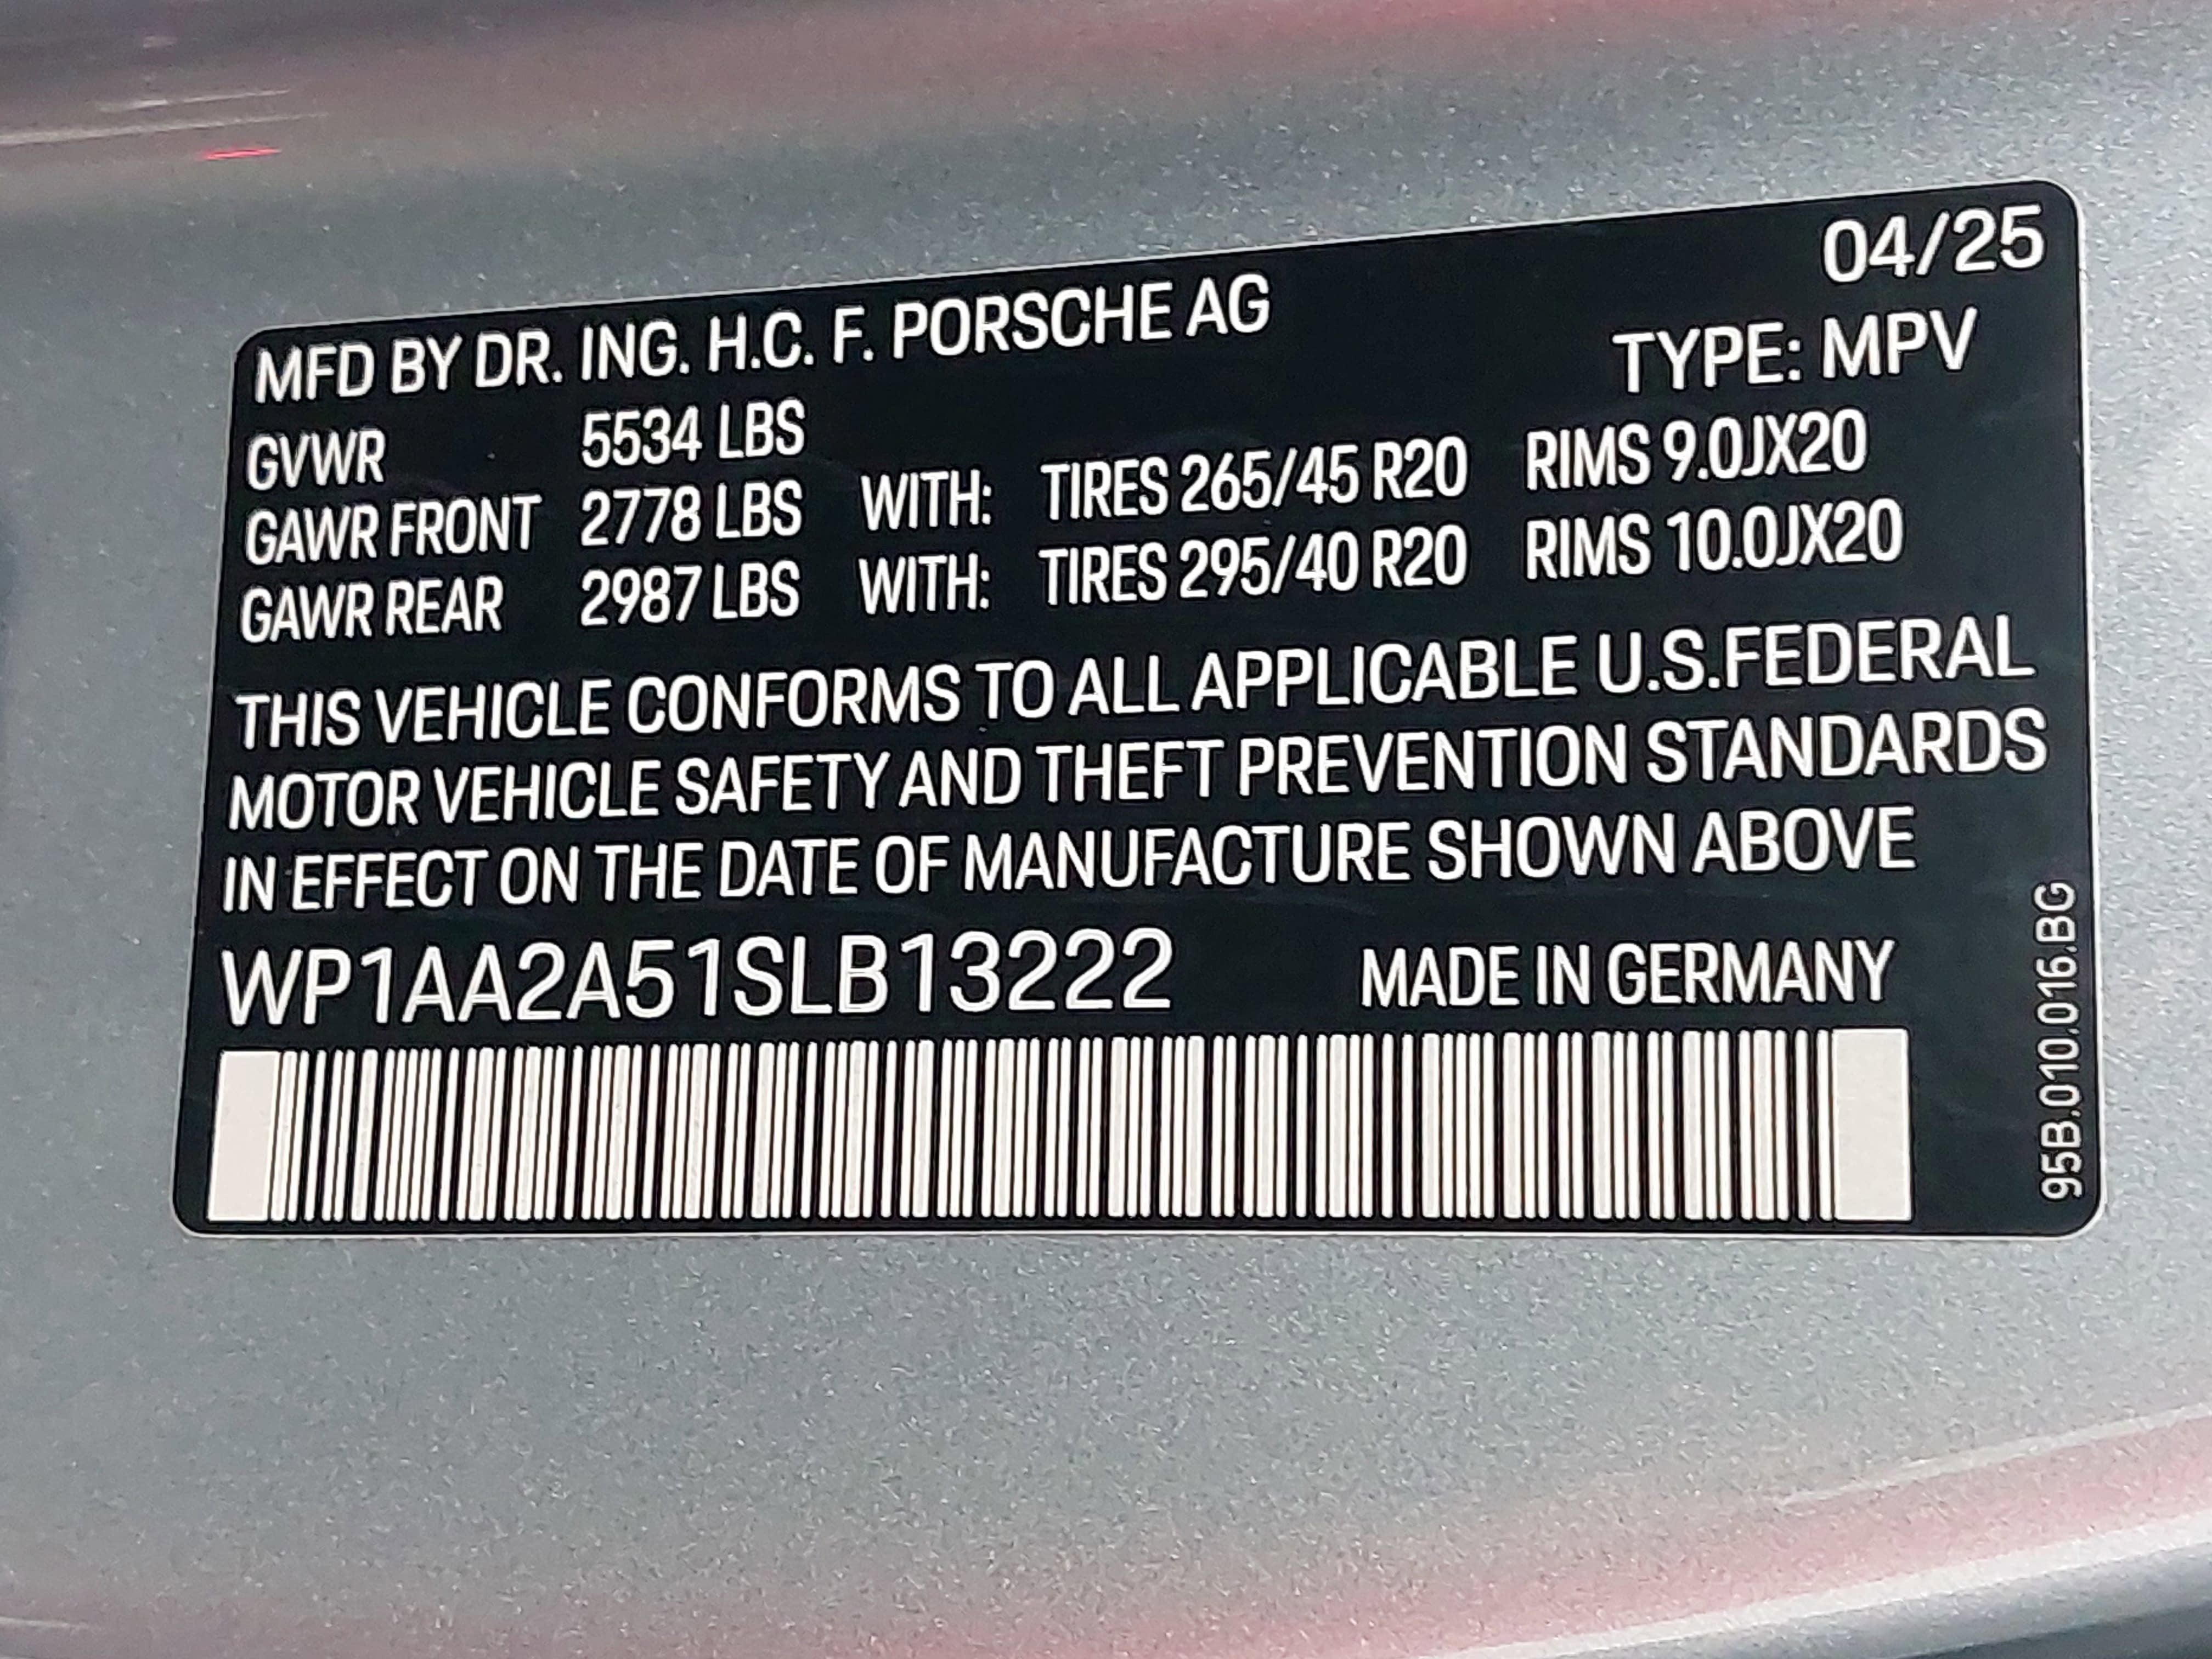 04/25
MFD BY DR. ING. H.C. F. PORSCHE AG
TYPE: MPV
GVWR 5534 LBS
GAWR FRONT 2778 LBS WITH: TIRES 265/45 R20 RIMS 9.0JX20
GAWR REAR 2987 LBS WITH: TIRES 295/40 R20 RIMS 10.0JX20
THIS VEHICLE CONFORMS TO ALL APPLICABLE U.S.FEDERAL
MOTOR VEHICLE SAFETY AND THEFT PREVENTION STANDARDS
IN EFFECT ON THE DATE OF MANUFACTURE SHOWN ABOVE
WP1AA2A51SLB13222 MADE IN GERMANY
95B.010.016.BG